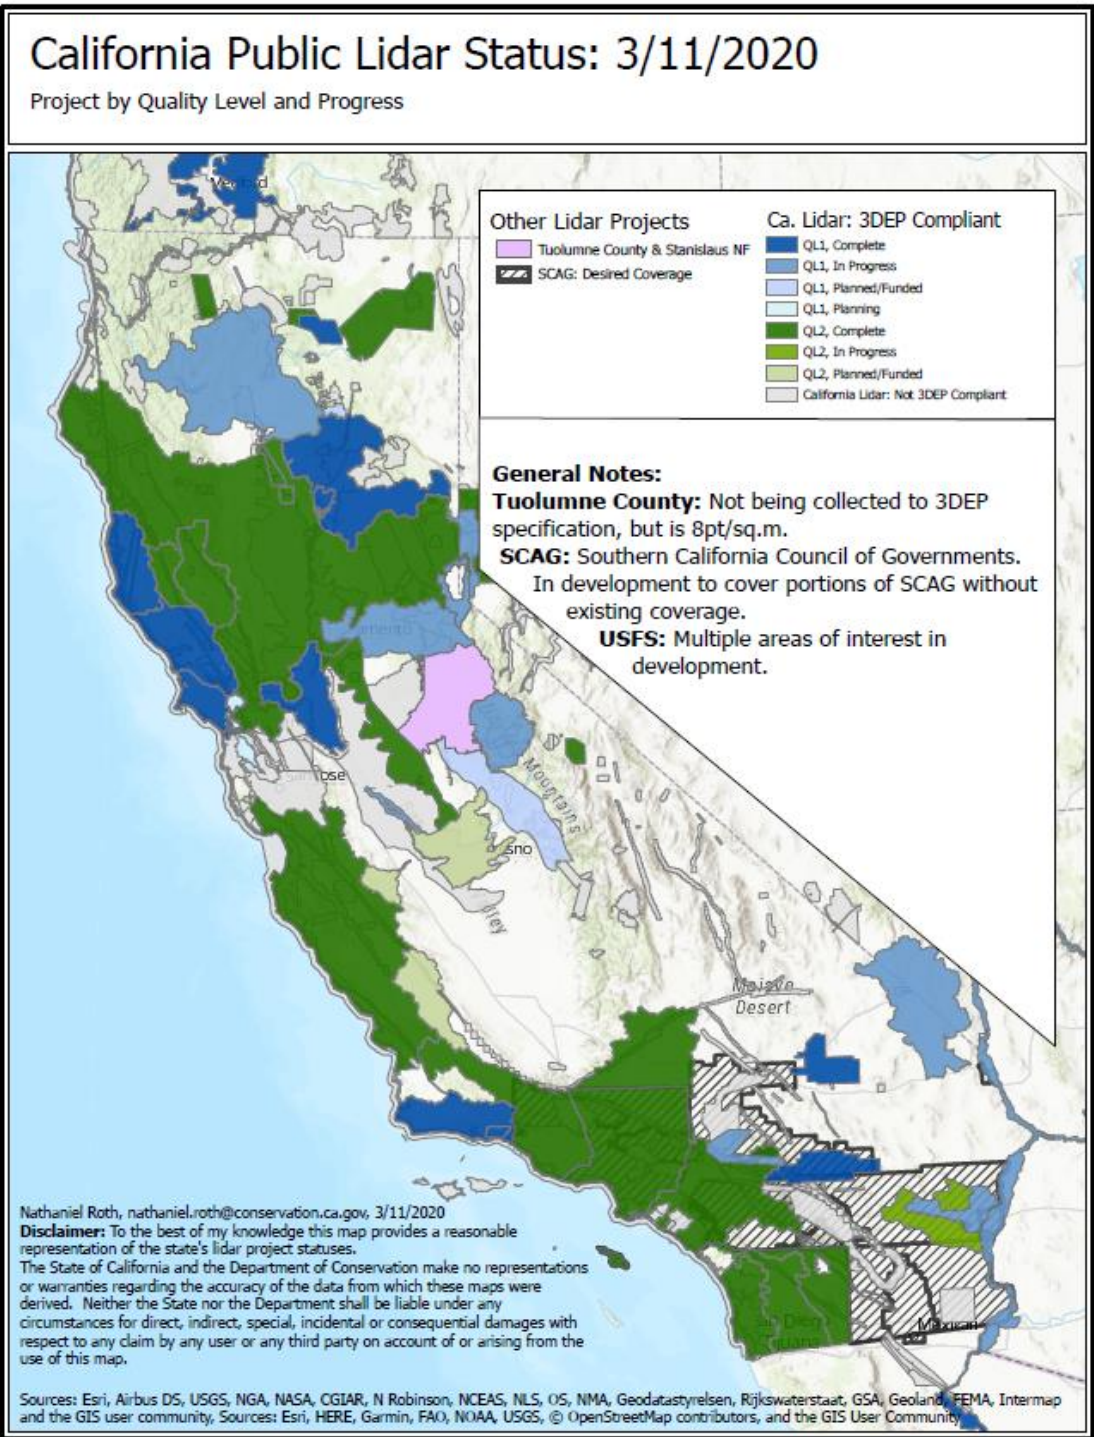 California Public Lidar Status: 3/11/2020
Project by Quality Level and Progress
Other Lidar Projects
Tuolumne County & Stanislaus NF
SCAG: Desired Coverage
Ca. Lidar: 3DEP Compliant
QL1, Complete
QL1, In Progress
QL1, Planned/Funded
QL1, Planning
QL2, Complete
QL2, In Progress
QL2, Planned/Funded
California Lidar: Not 3DEP Compliant
General Notes:
Tuolumne County: Not being collected to 3DEP
specification, but is 8pt/sq.m.
SCAG: Southern California Council of Governments.
In development to cover portions of SCAG without
existing coverage.
USFS: Multiple areas of interest in
development.
ose
Mountains
sno
Mojave
Desert
San Diego
Tijuana
Mexicali
Nathaniel Roth, nathaniel.roth@conservation.ca.gov, 3/11/2020
Disclaimer: To the best of my knowledge this map provides a reasonable
representation of the state's lidar project statuses.
The State of California and the Department of Conservation make no representations
or warranties regarding the accuracy of the data from which these maps were
derived. Neither the State nor the Department shall be liable under any
circumstances for direct, indirect, special, incidental or consequential damages with
respect to any claim by any user or any third party on account of or arising from the
use of this map.
Sources: Esri, Airbus DS, USGS, NGA, NASA, CGIAR, N Robinson, NCEAS, NLS, OS, NMA, Geodatastyrelsen, Rijkswaterstaat, GSA, Geoland, FEMA, Intermap
and the GIS user community, Sources: Esri, HERE, Garmin, FAO, NOAA, USGS, © OpenStreetMap contributors, and the GIS User Community